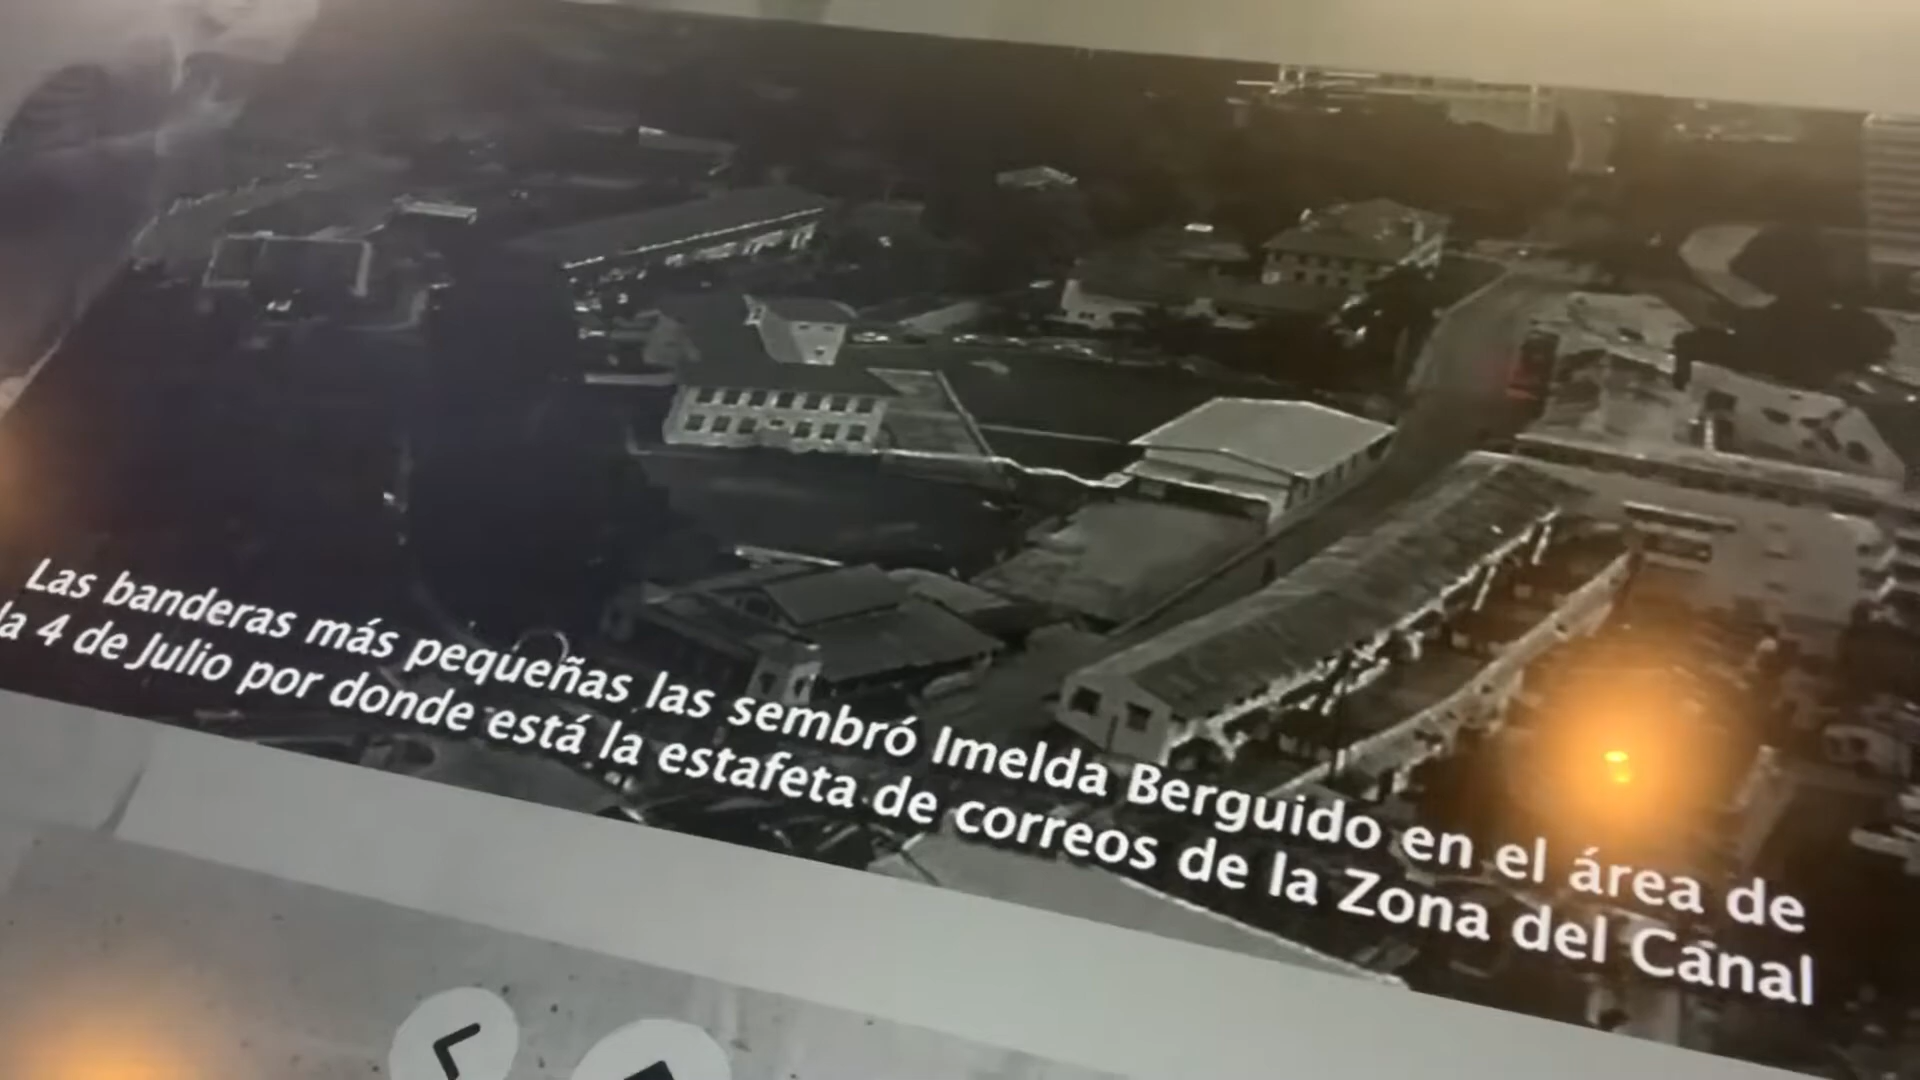 Las banderas más pequeñas las sembró Imelda Berguido en el área de
la 4 de Julio por donde está la estafeta de correos de la Zona del Canal